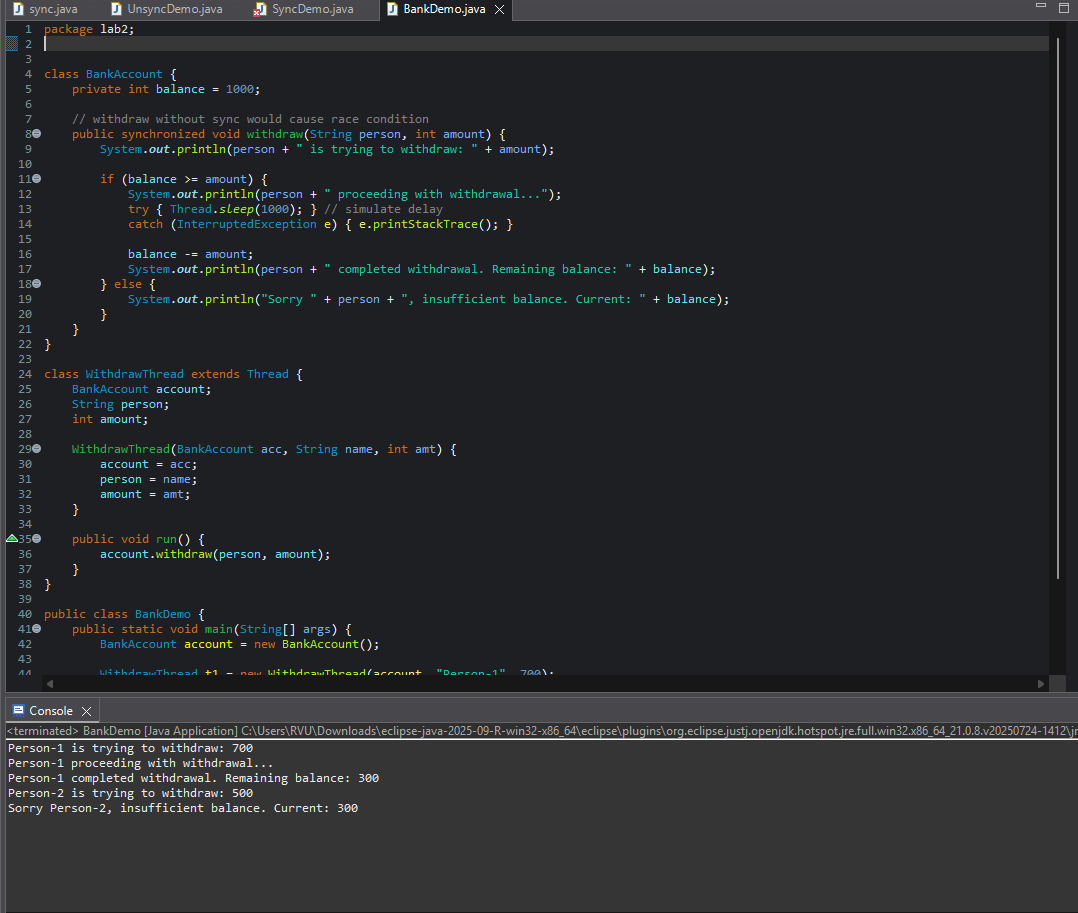 sync.java UnsyncDemo.java SyncDemo.java BankDemo.java
1 package lab2;
2
3
4 class BankAccount {
5     private int balance = 1000;
6
7     // withdraw without sync would cause race condition
8     public synchronized void withdraw(String person, int amount) {
9         System.out.println(person + " is trying to withdraw: " + amount);
10
11         if (balance >= amount) {
12             System.out.println(person + " proceeding with withdrawal...");
13             try { Thread.sleep(1000); } // simulate delay
14             catch (InterruptedException e) { e.printStackTrace(); }
15
16             balance -= amount;
17             System.out.println(person + " completed withdrawal. Remaining balance: " + balance);
18         } else {
19             System.out.println("Sorry " + person + ", insufficient balance. Current: " + balance);
20         }
21     }
22 }
23
24 class WithdrawThread extends Thread {
25     BankAccount account;
26     String person;
27     int amount;
28
29     WithdrawThread(BankAccount acc, String name, int amt) {
30         account = acc;
31         person = name;
32         amount = amt;
33     }
34
35     public void run() {
36         account.withdraw(person, amount);
37     }
38 }
39
40 public class BankDemo {
41     public static void main(String[] args) {
42         BankAccount account = new BankAccount();
43
44         WithdrawThread t1 = new WithdrawThread(account, "Person-1", 700);
Console
<terminated> BankDemo [Java Application] C:\Users\RVU\Downloads\eclipse-java-2025-09-R-win32-x86_64\eclipse\plugins\org.eclipse.justj.openjdk.hotspot.jre.full.win32.x86_64_21.0.8.v20250724-1412\jr
Person-1 is trying to withdraw: 700
Person-1 proceeding with withdrawal...
Person-1 completed withdrawal. Remaining balance: 300
Person-2 is trying to withdraw: 500
Sorry Person-2, insufficient balance. Current: 300